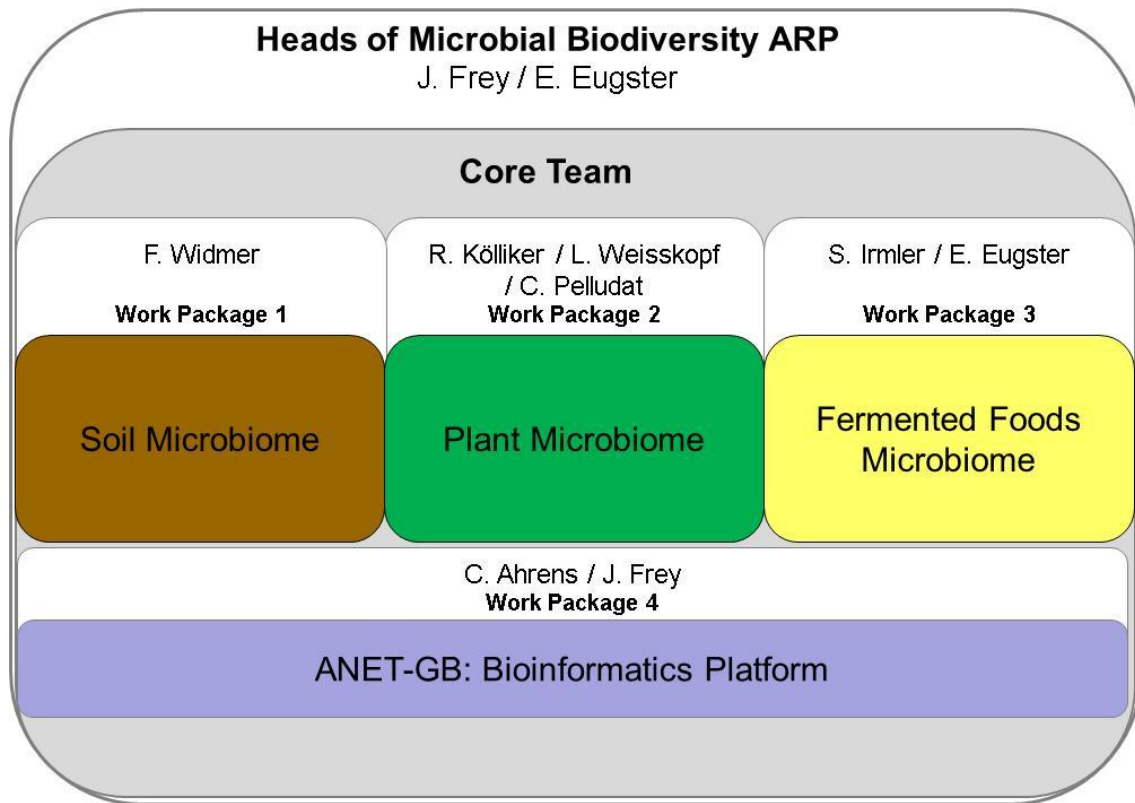 Heads of Microbial Biodiversity ARP
J. Frey / E. Eugster
Core Team
F. Widmer
Work Package 1
Soil Microbiome
R. Kölliker / L. Weisskopf
/ C. Pelludat
Work Package 2
Plant Microbiome
S. Irmler / E. Eugster
Work Package 3
Fermented Foods
Microbiome
C. Ahrens / J. Frey
Work Package 4
ANET-GB: Bioinformatics Platform